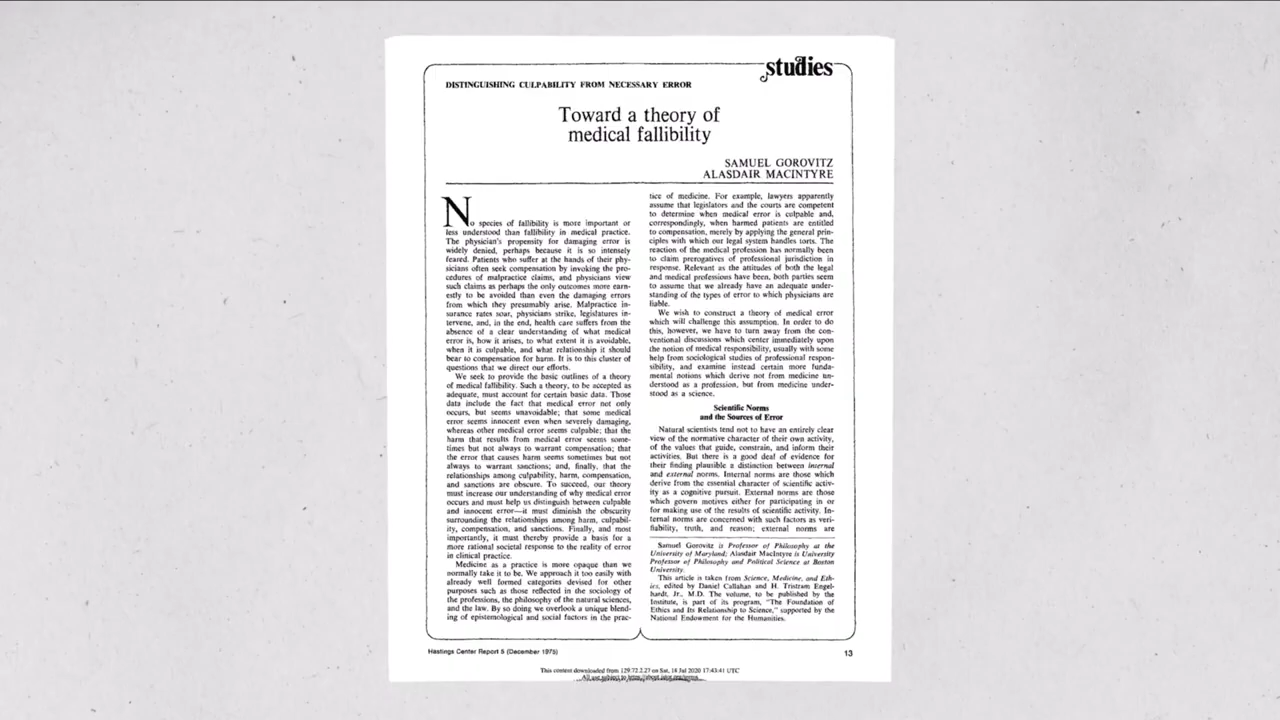 studies
DISTINGUISHING CULPABILITY FROM NECESSARY ERROR
Toward a theory of
medical fallibility
SAMUEL GOROVITZ
ALASDAIR MACINTYRE
No species of fallibility is more important or
less understood than fallibility in medical practice.
The physician's propensity for damaging error is
widely denied, perhaps because it is so intensely
feared. Patients who suffer at the hands of their phy-
sicians often seek compensation by invoking the pro-
cedures of malpractice claims, and physicians view
such claims as perhaps the only outcomes more earn-
estly to be avoided than even the damaging errors
from which they presumably arise. Malpractice in-
surance rates soar, physicians strike, legislatures in-
tervene, and, in the end, health care suffers from the
absence of a clear understanding of what medical
error is, how it arises, to what extent it is avoidable,
when it is culpable, and what relationship it should
bear to compensation for harm. It is to this cluster of
questions that we direct our efforts.
We seek to provide the basic outlines of a theory
of medical fallibility. Such a theory, to be accepted as
adequate, must account for certain basic data. Those
data include the fact that medical error not only
occurs, but seems unavoidable; that some medical
error seems innocent even when severely damaging,
whereas other medical error seems culpable; that the
harm that results from medical error seems some-
times but not always to warrant compensation; that
the error that causes harm seems sometimes but not
always to warrant sanctions; and, finally, that the
relationships among culpability, harm, compensation,
and sanctions are obscure. To succeed, our theory
must increase our understanding of why medical error
occurs and must help us distinguish between culpable
and innocent error—it must diminish the obscurity
surrounding the relationships among harm, culpabil-
ity, compensation, and sanctions. Finally, and most
importantly, it must thereby provide a basis for a
more rational societal response to the reality of error
in clinical practice.
Medicine as a practice is more opaque than we
normally take it to be. We approach it too easily with
already well formed categories devised for other
purposes such as those reflected in the sociology of
the professions, the philosophy of the natural sciences,
and the law. By so doing we overlook a unique blend-
ing of epistemological and social factors in the prac-
tice of medicine. For example, lawyers apparently
assume that legislators and the courts are competent
to determine when medical error is culpable and,
correspondingly, when harmed patients are entitled
to compensation, merely by applying the general prin-
ciples with which our legal system handles torts. The
reaction of the medical profession has normally been
to claim prerogatives of professional jurisdiction in
response. Relevant as the attitudes of both the legal
and medical professions have been, both parties seem
to assume that we already have an adequate under-
standing of the types of error to which physicians are
liable.
We wish to construct a theory of medical error
which will challenge this assumption. In order to do
this, however, we have to turn away from the con-
ventional discussions which center immediately upon
the notion of medical responsibility, usually with some
help from sociological studies of professional respon-
sibility, and examine instead certain more funda-
mental notions which derive not from medicine un-
derstood as a profession, but from medicine under-
stood as a science.
Scientific Norms
and the Sources of Error
Natural scientists tend not to have an entirely clear
view of the normative character of their own activity,
of the values that guide, constrain, and inform their
activities. But there is a good deal of evidence for
their finding plausible a distinction between internal
and external norms. Internal norms are those which
derive from the essential character of scientific activ-
ity as a cognitive pursuit. External norms are those
which govern motives either for participating in or
for making use of the results of scientific activity. In-
ternal norms are concerned with such factors as veri-
fiability, truth, and reason; external norms are
Samuel Gorovitz is Professor of Philosophy at the
University of Maryland; Alasdair MacIntyre is University
Professor of Philosophy and Political Science at Boston
University.
This article is taken from Science, Medicine, and Eth-
ics, edited by Daniel Callahan and H. Tristram Engel-
hardt, Jr., M.D. The volume, to be published by the
Institute, is part of its program, "The Foundation of
Ethics and Its Relationship to Science," supported by the
National Endowment for the Humanities.
Hastings Center Report 5 (December 1975)
13
This content downloaded from 129.72.2.27 on Sat, 18 Jul 2020 17:43:41 UTC
All use subject to https://about.jstor.org/terms